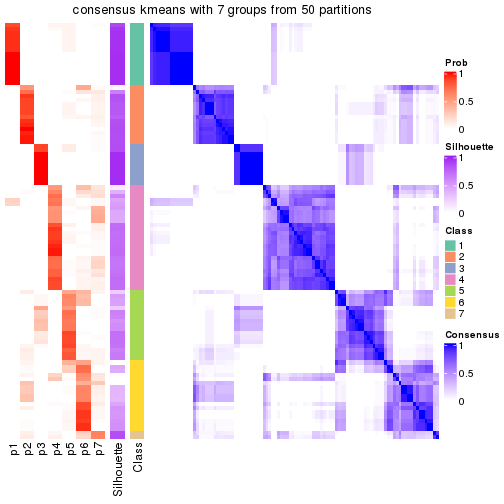 consensus kmeans with 7 groups from 50 partitions
Prob
1
0.5
0
Silhouette
1
0.5
0
Class
1
2
3
4
5
6
7
Consensus
1
0.5
0
p1
p2
p3
p4
p5
p6
p7
Silhouette
Class